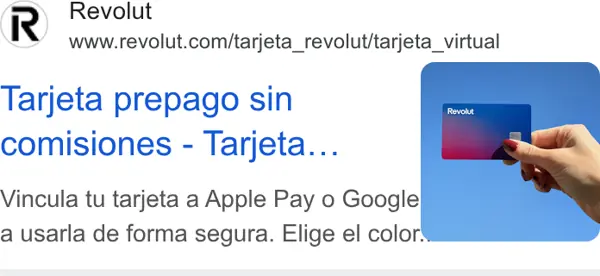 Revolut
www.revolut.com/tarjeta_revolut/tarjeta_virtual
Tarjeta prepago sin
comisiones - Tarjeta…
Vincula tu tarjeta a Apple Pay o Google
a usarla de forma segura. Elige el color..
Revolut